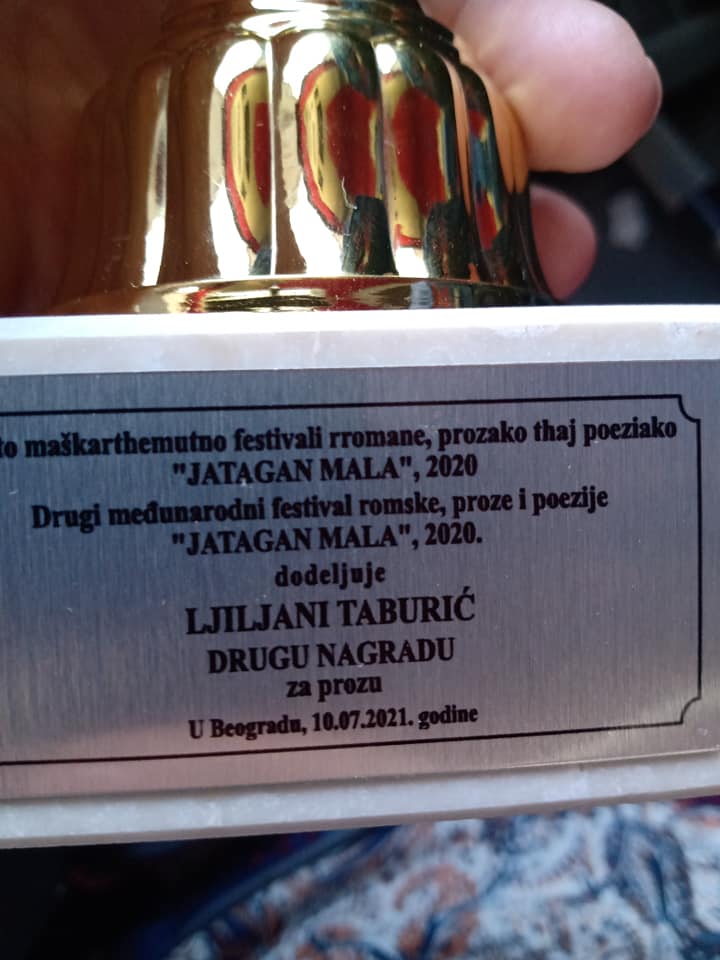 maškarthemutno festivali rromane, prozako thaj poeziako
"JATAGAN MALA", 2020
Drugi međunarodni festival romske, proze i poezije
"JATAGAN MALA", 2020.
dodeljuje
LJILJANI TABURIĆ
DRUGU NAGRADU
za prozu
U Beogradu, 10.07.2021. godine